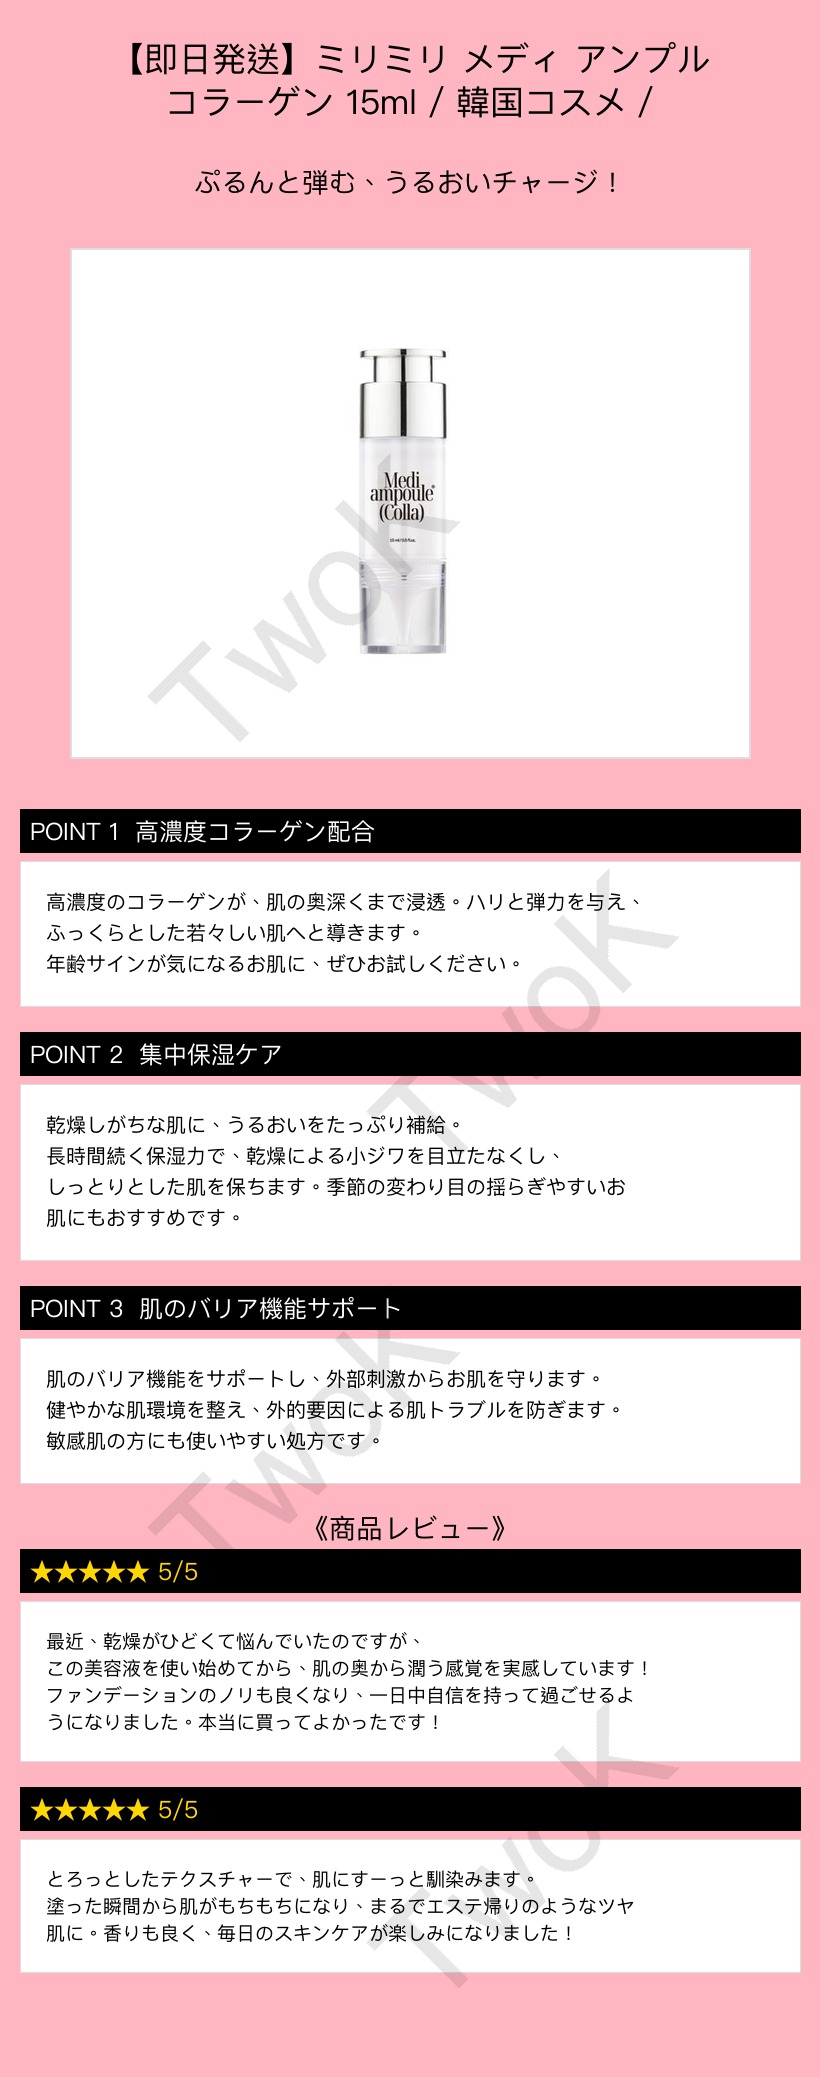 【即日発送】ミリミリ メディ アンプル
コラーゲン 15ml / 韓国コスメ /
ぷるんと弾む、うるおいチャージ！
Medi
ampoule®
(Colla)
TwoK
POINT 1 高濃度コラーゲン配合
高濃度のコラーゲンが、肌の奥深くまで浸透。ハリと弾力を与え、
ふっくらとした若々しい肌へと導きます。
年齢サインが気になるお肌に、ぜひお試しください。
TwoK
POINT 2 集中保湿ケア
乾燥しがちな肌に、うるおいをたっぷり補給。
長時間続く保湿力で、乾燥による小ジワを目立たなくし、
しっとりとした肌を保ちます。季節の変わり目の揺らぎやすいお
肌にもおすすめです。
POINT 3 肌のバリア機能サポート
肌のバリア機能をサポートし、外部刺激からお肌を守ります。
健やかな肌環境を整え、外的要因による肌トラブルを防ぎます。
敏感肌の方にも使いやすい処方です。
TwoK
《商品レビュー》
★★★★★ 5/5
最近、乾燥がひどくて悩んでいたのですが、
この美容液を使い始めてから、肌の奥から潤う感覚を実感しています！
ファンデーションのノリも良くなり、一日中自信を持って過ごせるよ
うになりました。本当に買ってよかったです！
★★★★★ 5/5
とろっとしたテクスチャーで、肌にすーっと馴染みます。
塗った瞬間から肌がもちもちになり、まるでエステ帰りのようなツヤ
肌に。香りも良く、毎日のスキンケアが楽しみになりました！
TwoK